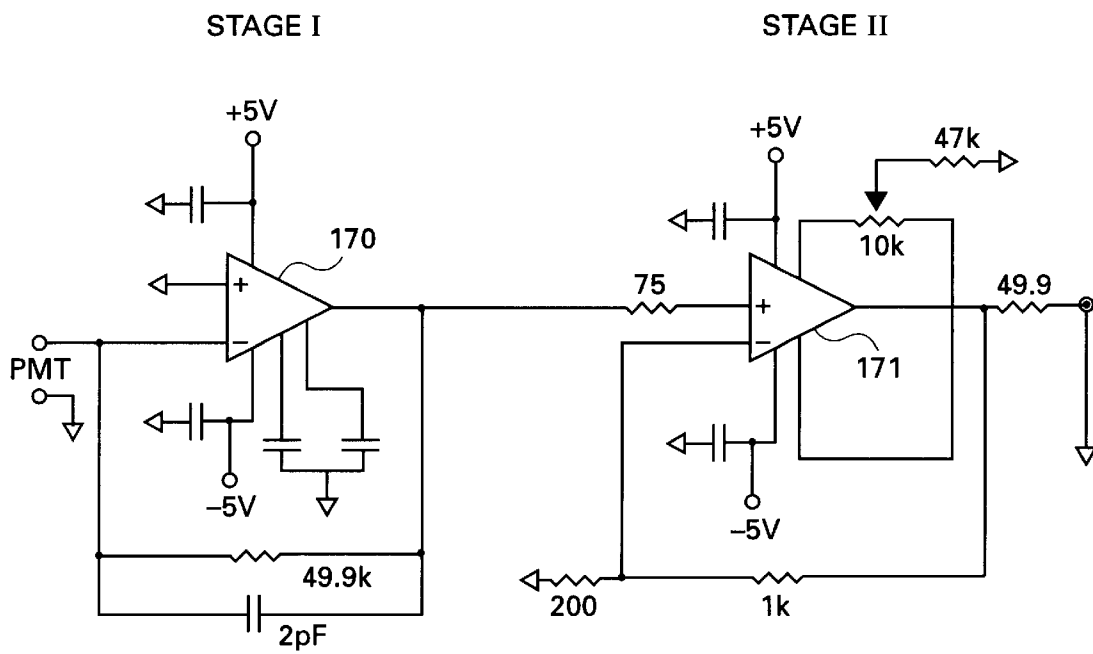 STAGE I
STAGE II
+5V
+5V
47k
170
10k
+
75
+
49.9
−
−
171
PMT
−5V
−5V
49.9k
200
1k
2pF